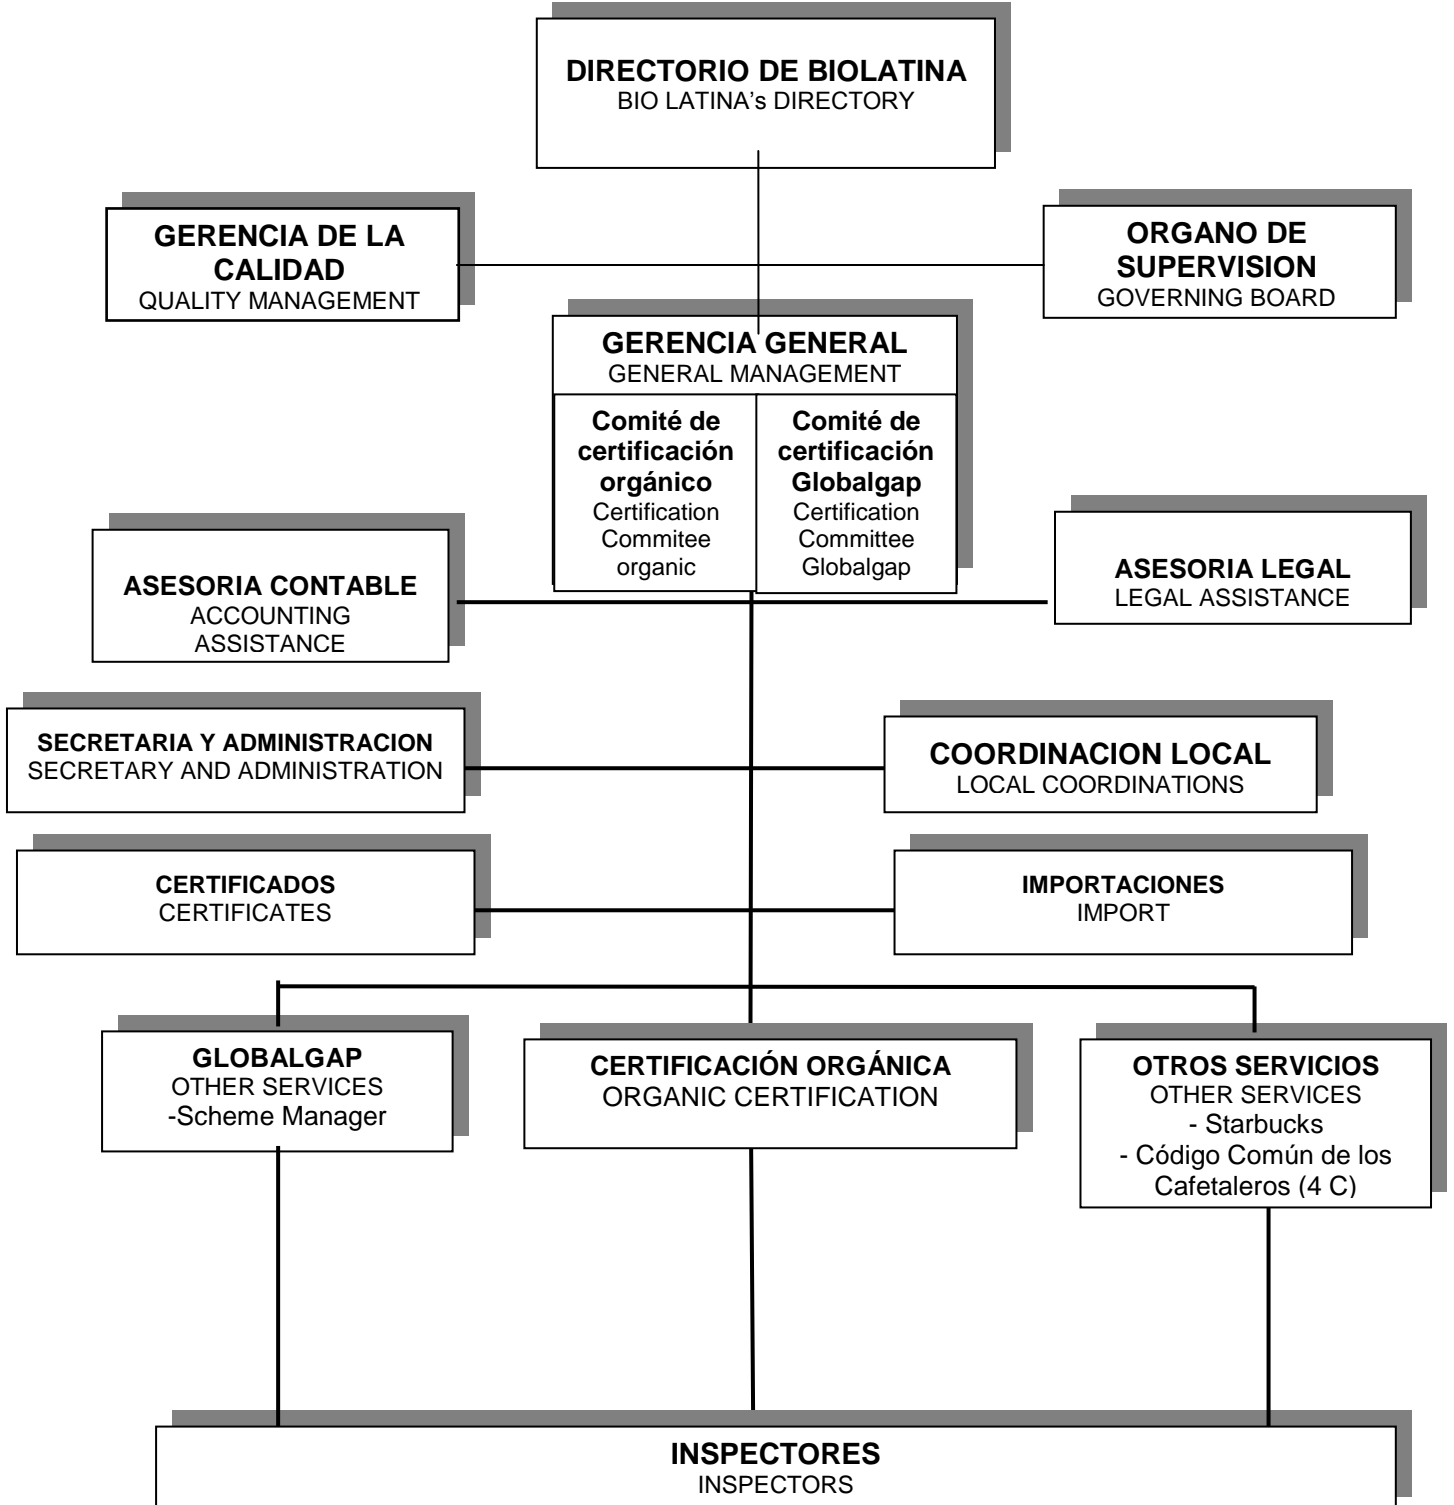 DIRECTORIO DE BIOLATINA
BIO LATINA's DIRECTORY
GERENCIA DE LA
CALIDAD
QUALITY MANAGEMENT
ORGANO DE
SUPERVISION
GOVERNING BOARD
GERENCIA GENERAL
GENERAL MANAGEMENT
Comité de
certificación
orgánico
Certification
Commitee
organic
Comité de
certificación
Globalgap
Certification
Committee
Globalgap
ASESORIA CONTABLE
ACCOUNTING
ASSISTANCE
ASESORIA LEGAL
LEGAL ASSISTANCE
SECRETARIA Y ADMINISTRACION
SECRETARY AND ADMINISTRATION
COORDINACION LOCAL
LOCAL COORDINATIONS
CERTIFICADOS
CERTIFICATES
IMPORTACIONES
IMPORT
GLOBALGAP
OTHER SERVICES
-Scheme Manager
CERTIFICACIÓN ORGÁNICA
ORGANIC CERTIFICATION
OTROS SERVICIOS
OTHER SERVICES
- Starbucks
- Código Común de los
Cafetaleros (4 C)
INSPECTORES
INSPECTORS